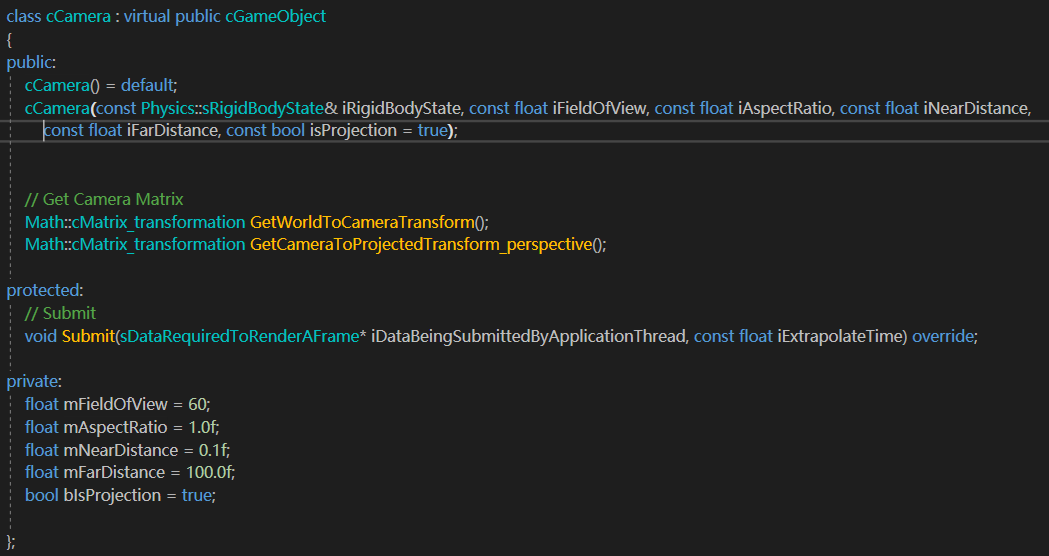 class cCamera : virtual public cGameObject
{
public:
cCamera() = default;
cCamera(const Physics::sRigidBodyState& iRigidBodyState, const float iFieldOfView, const float iAspectRatio, const float iNearDistance,
const float iFarDistance, const bool isProjection = true);
// Get Camera Matrix
Math::cMatrix_transformation GetWorldToCameraTransform();
Math::cMatrix_transformation GetCameraToProjectedTransform_perspective();
protected:
// Submit
void Submit(sDataRequiredToRenderAFrame* iDataBeingSubmittedByApplicationThread, const float iExtrapolateTime) override;
private:
float mFieldOfView = 60;
float mAspectRatio = 1.0f;
float mNearDistance = 0.1f;
float mFarDistance = 100.0f;
bool bIsProjection = true;
};